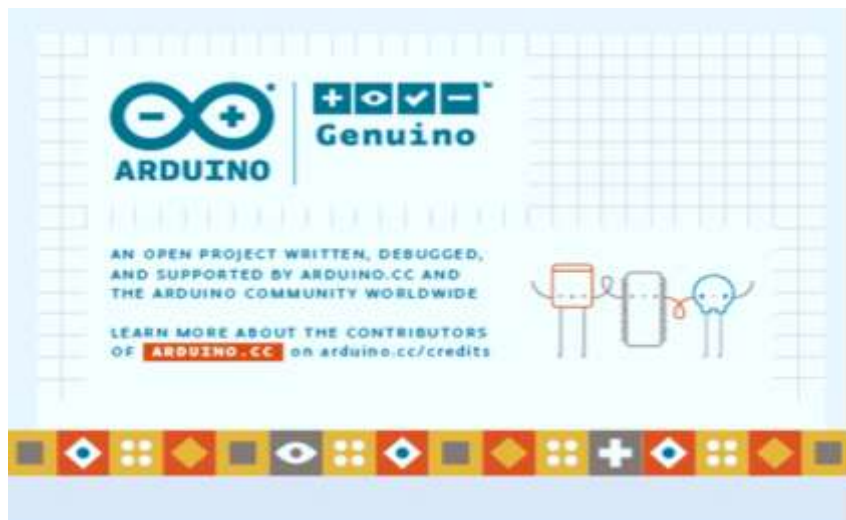 ARDUINO
Genuino
AN OPEN PROJECT WRITTEN, DEBUGGED,
AND SUPPORTED BY ARDUINO.CC AND
THE ARDUINO COMMUNITY WORLDWIDE
LEARN MORE ABOUT THE CONTRIBUTORS
OF ARDUINO.CC on arduino.cc/credits